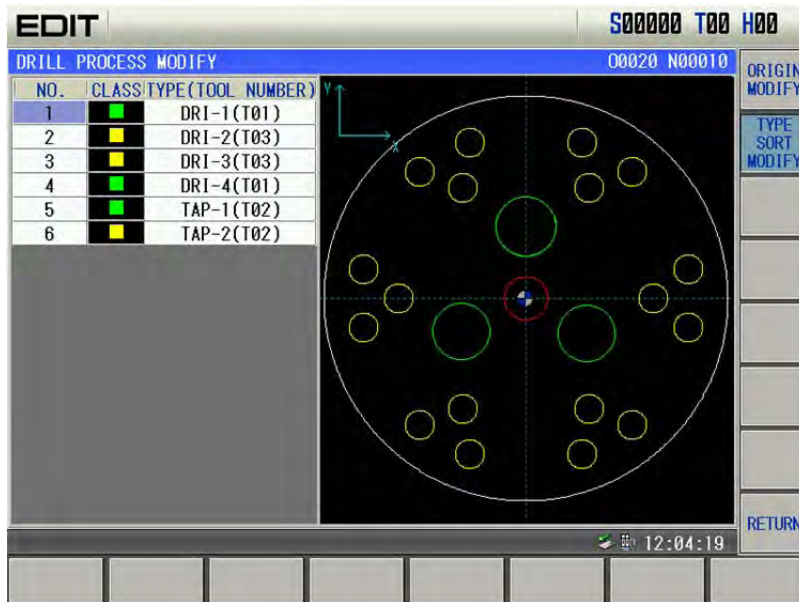 EDIT S00000 T00 H00
DRILL PROCESS MODIFY O0020 N00010
NO. CLASS TYPE(TOOL NUMBER)
1 DRI-1(T01)
2 DRI-2(T03)
3 DRI-3(T03)
4 DRI-4(T01)
5 TAP-1(T02)
6 TAP-2(T02)
Y
X
ORIGIN
MODIFY
TYPE
SORT
MODIFY
RETURN
12:04:19